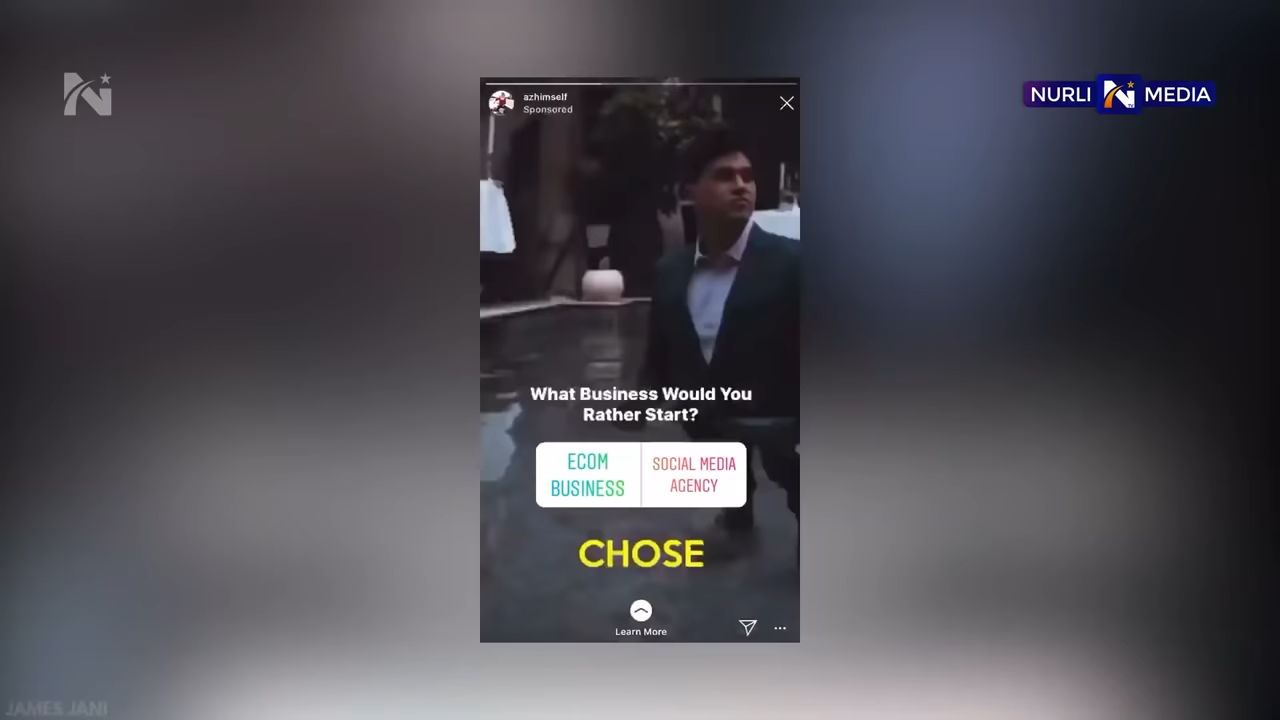 NURLI N MEDIA
azhimself
Sponsored
What Business Would You
Rather Start?
ECOM
BUSINESS
SOCIAL MEDIA
AGENCY
CHOSE
Learn More
JAMES JANI